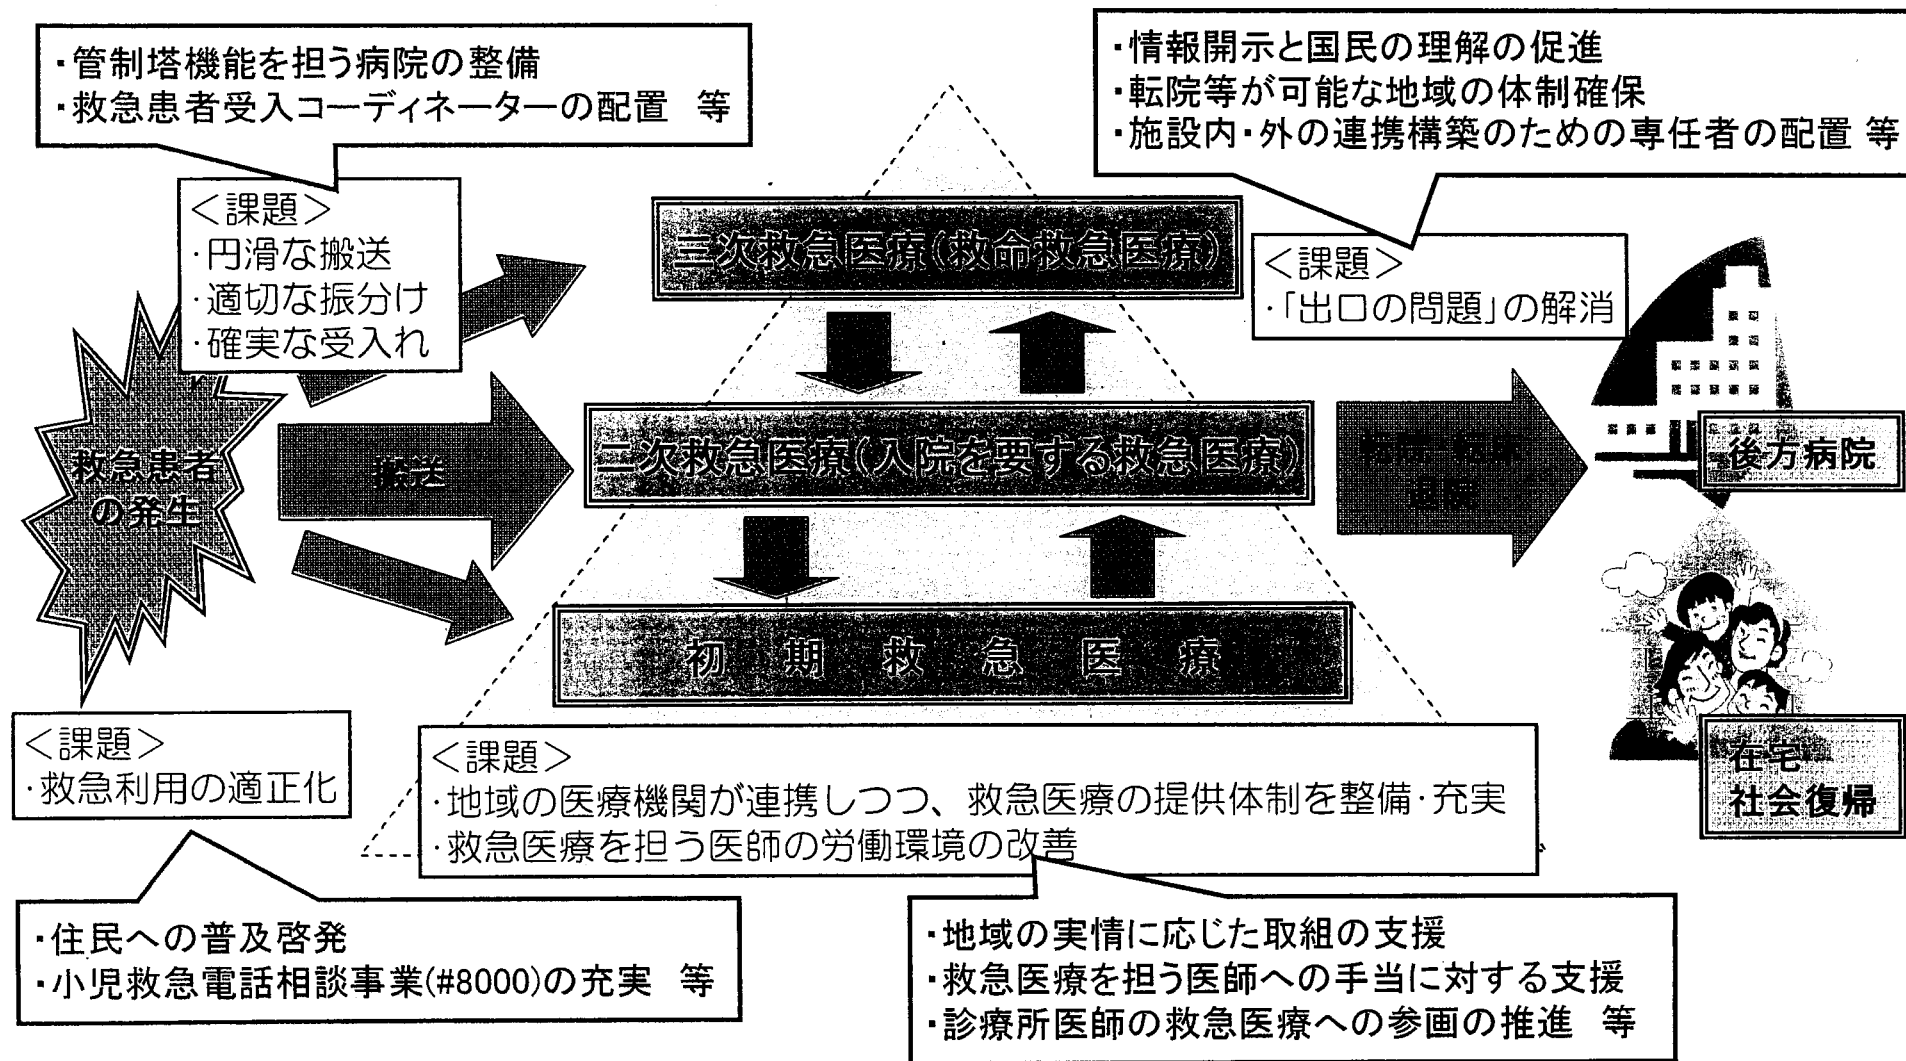 ・管制塔機能を担う病院の整備
・救急患者受入コーディネーターの配置 等
・情報開示と国民の理解の促進
・転院等が可能な地域の体制確保
・施設内・外の連携構築のための専任者の配置 等
＜課題＞
・円滑な搬送
・適切な振分け
・確実な受入れ
三次救急医療(救命救急医療)
＜課題＞
・「出口の問題」の解消
救急患者
の発生
搬送
二次救急医療(入院を要する救急医療)
転院・転床
退院
後方病院
初期救急医療
在宅
社会復帰
＜課題＞
・救急利用の適正化
＜課題＞
・地域の医療機関が連携しつつ、救急医療の提供体制を整備・充実
・救急医療を担う医師の労働環境の改善
・住民への普及啓発
・小児救急電話相談事業(#8000)の充実 等
・地域の実情に応じた取組の支援
・救急医療を担う医師への手当に対する支援
・診療所医師の救急医療への参画の推進 等